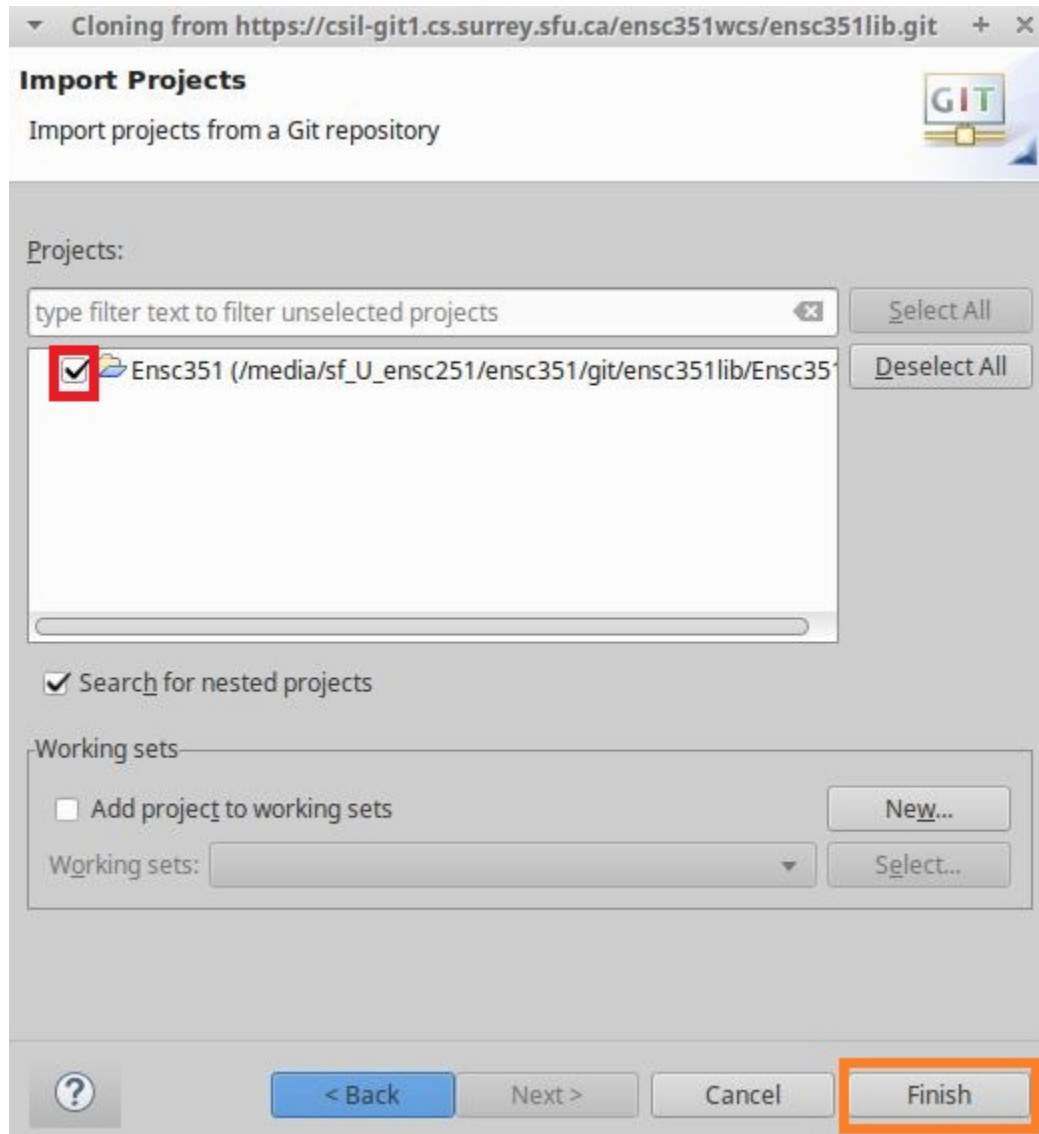 Cloning from https://csil-git1.cs.surrey.sfu.ca/ensc351wcs/ensc351lib.git
Import Projects
Import projects from a Git repository
GIT
Projects:
type filter text to filter unselected projects
Select All
Ensc351 (/media/sf_U_ensc251/ensc351/git/ensc351lib/Ensc351
Deselect All
Search for nested projects
Working sets
Add project to working sets
New...
Working sets:
Select...
?
< Back
Next >
Cancel
Finish